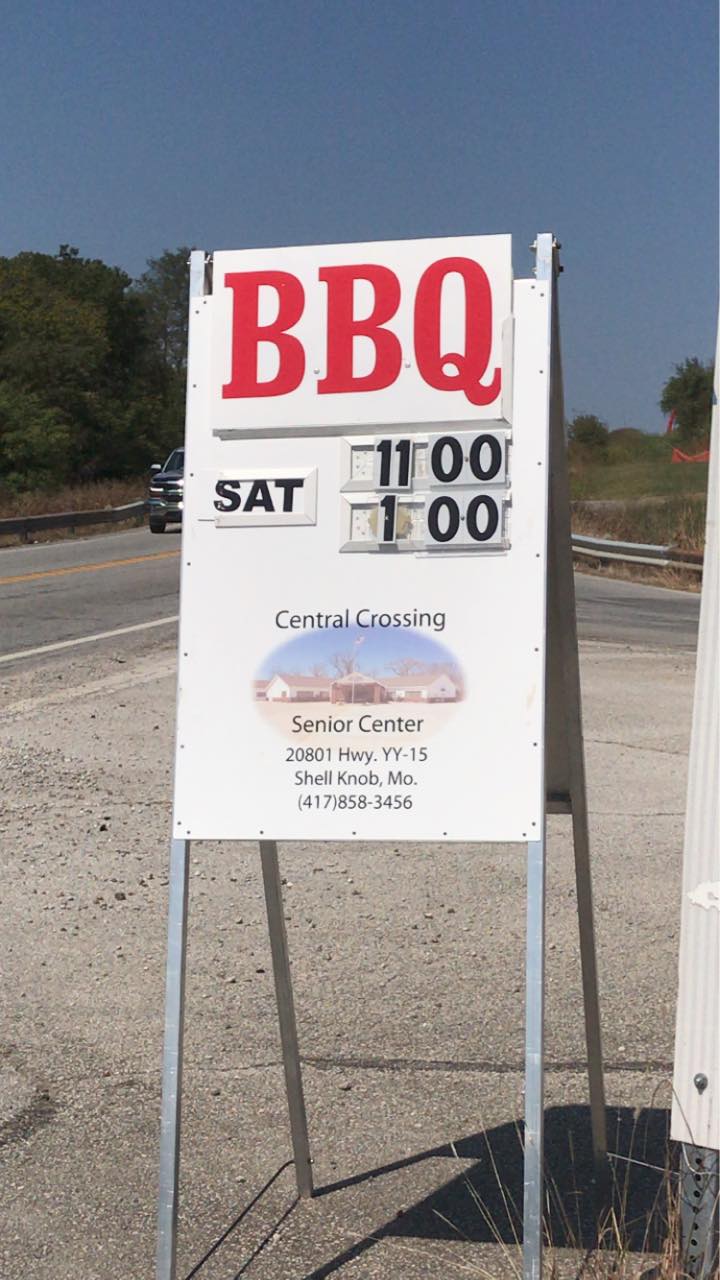 BBQ
SAT
11 00
1 00
Central Crossing
Senior Center
20801 Hwy. YY-15
Shell Knob, Mo.
(417)858-3456